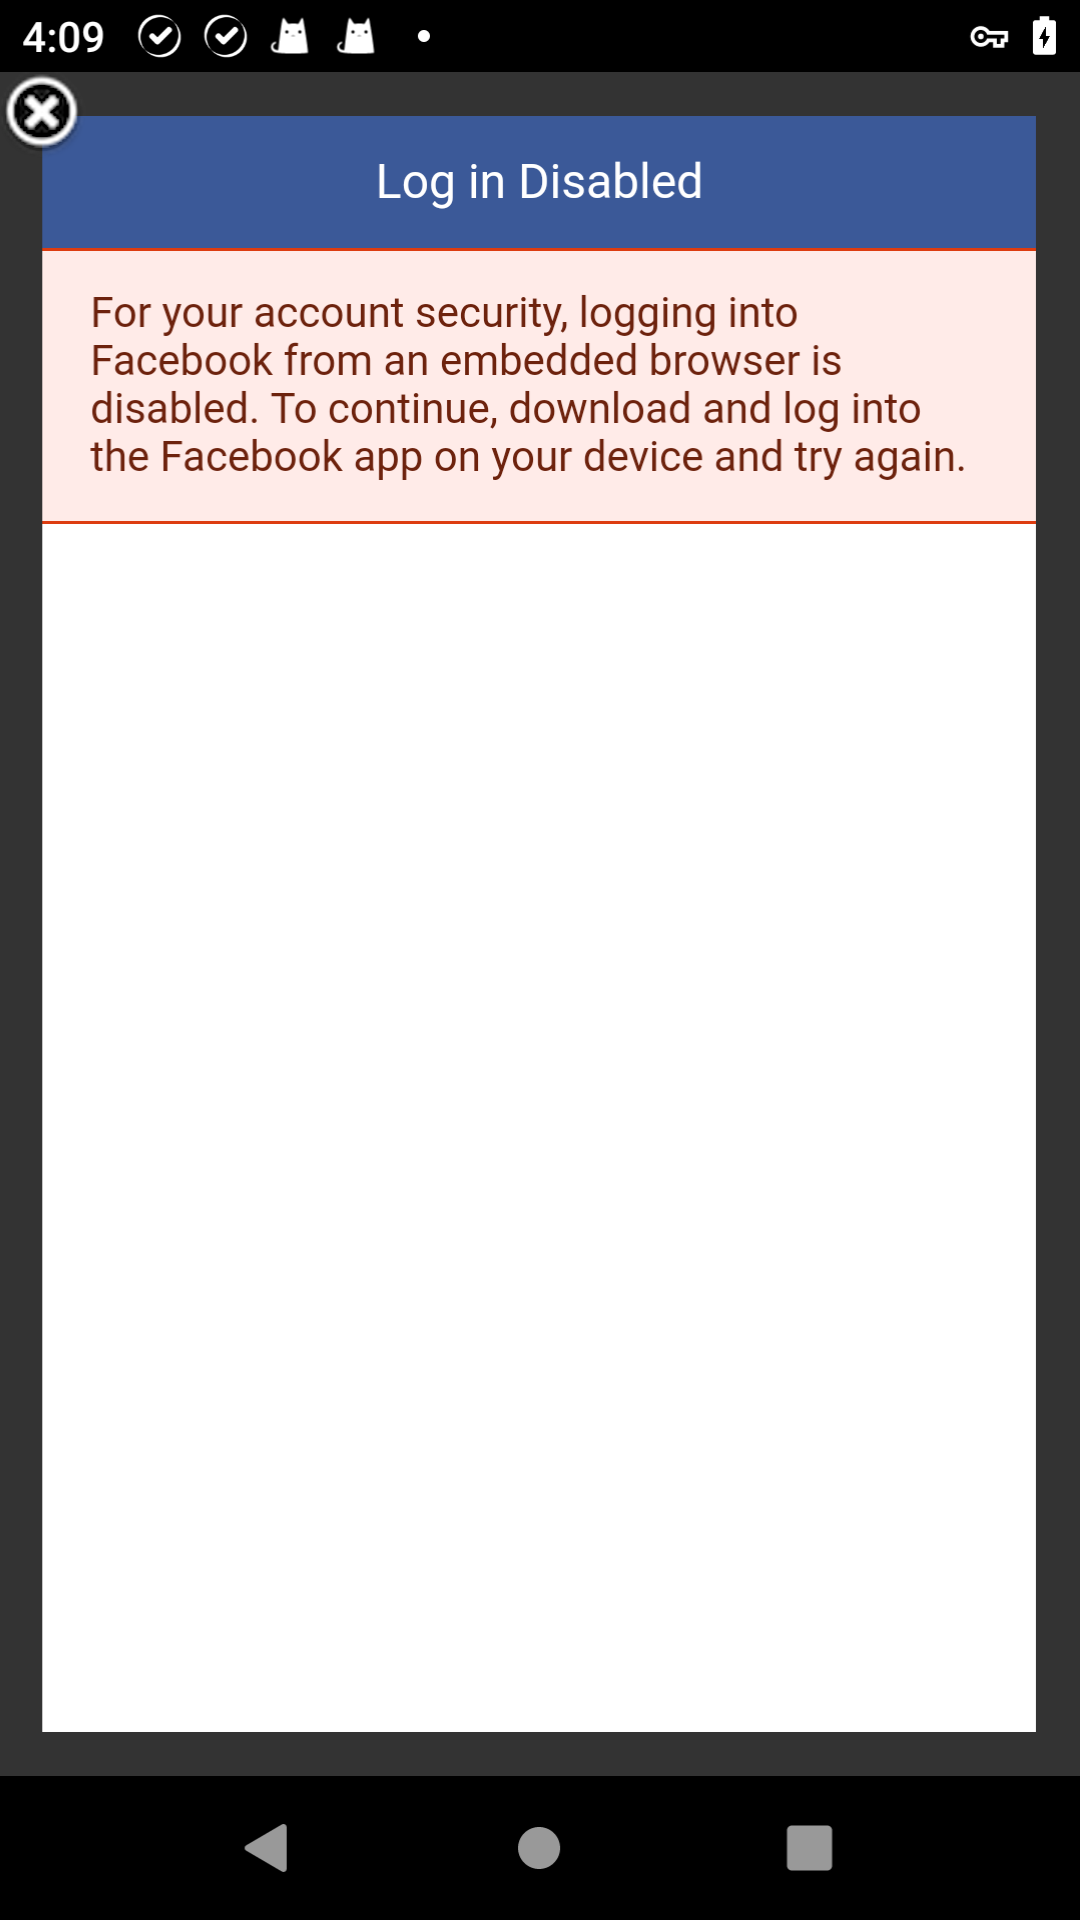 4:09
Log in Disabled
For your account security, logging into
Facebook from an embedded browser is
disabled. To continue, download and log into
the Facebook app on your device and try again.